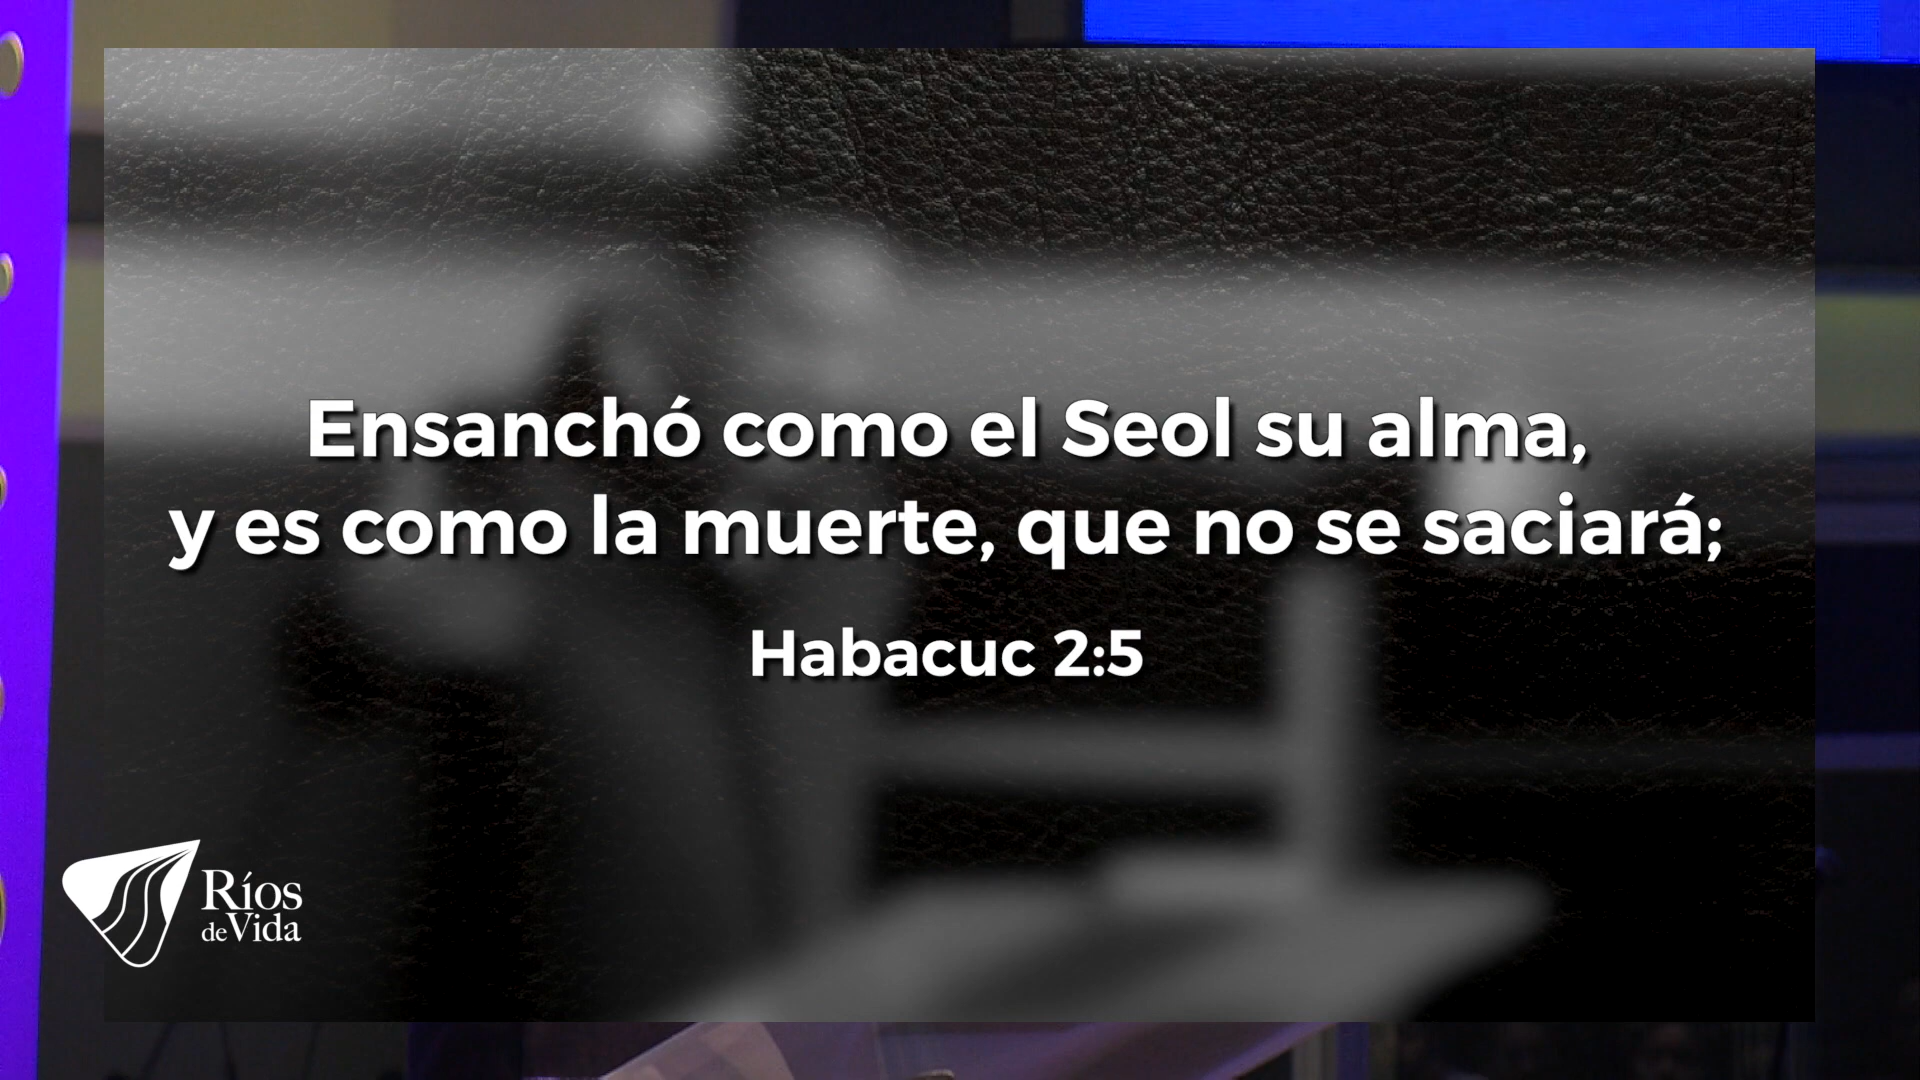 Ensanchó como el Seol su alma,
y es como la muerte, que no se saciará;
Habacuc 2:5
Ríos
de Vida